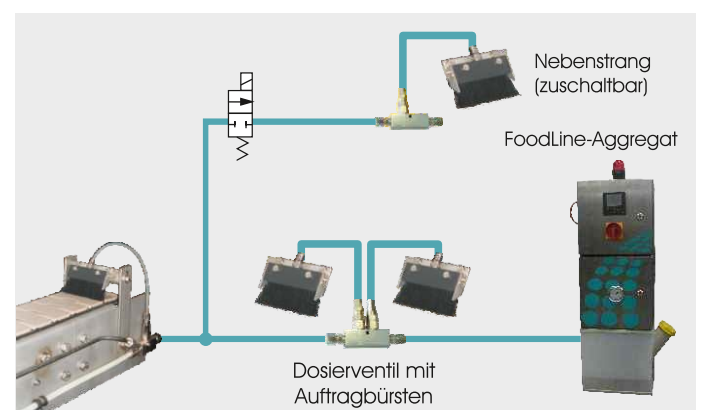 Nebenstrang
(zuschaltbar)
FoodLine-Aggregat
Dosierventil mit
Auftragbürsten